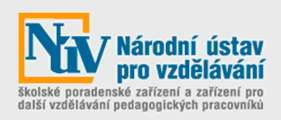 NÚV Národní ústav
pro vzdělávání
školské poradenské zařízení a zařízení pro
další vzdělávání pedagogických pracovníků